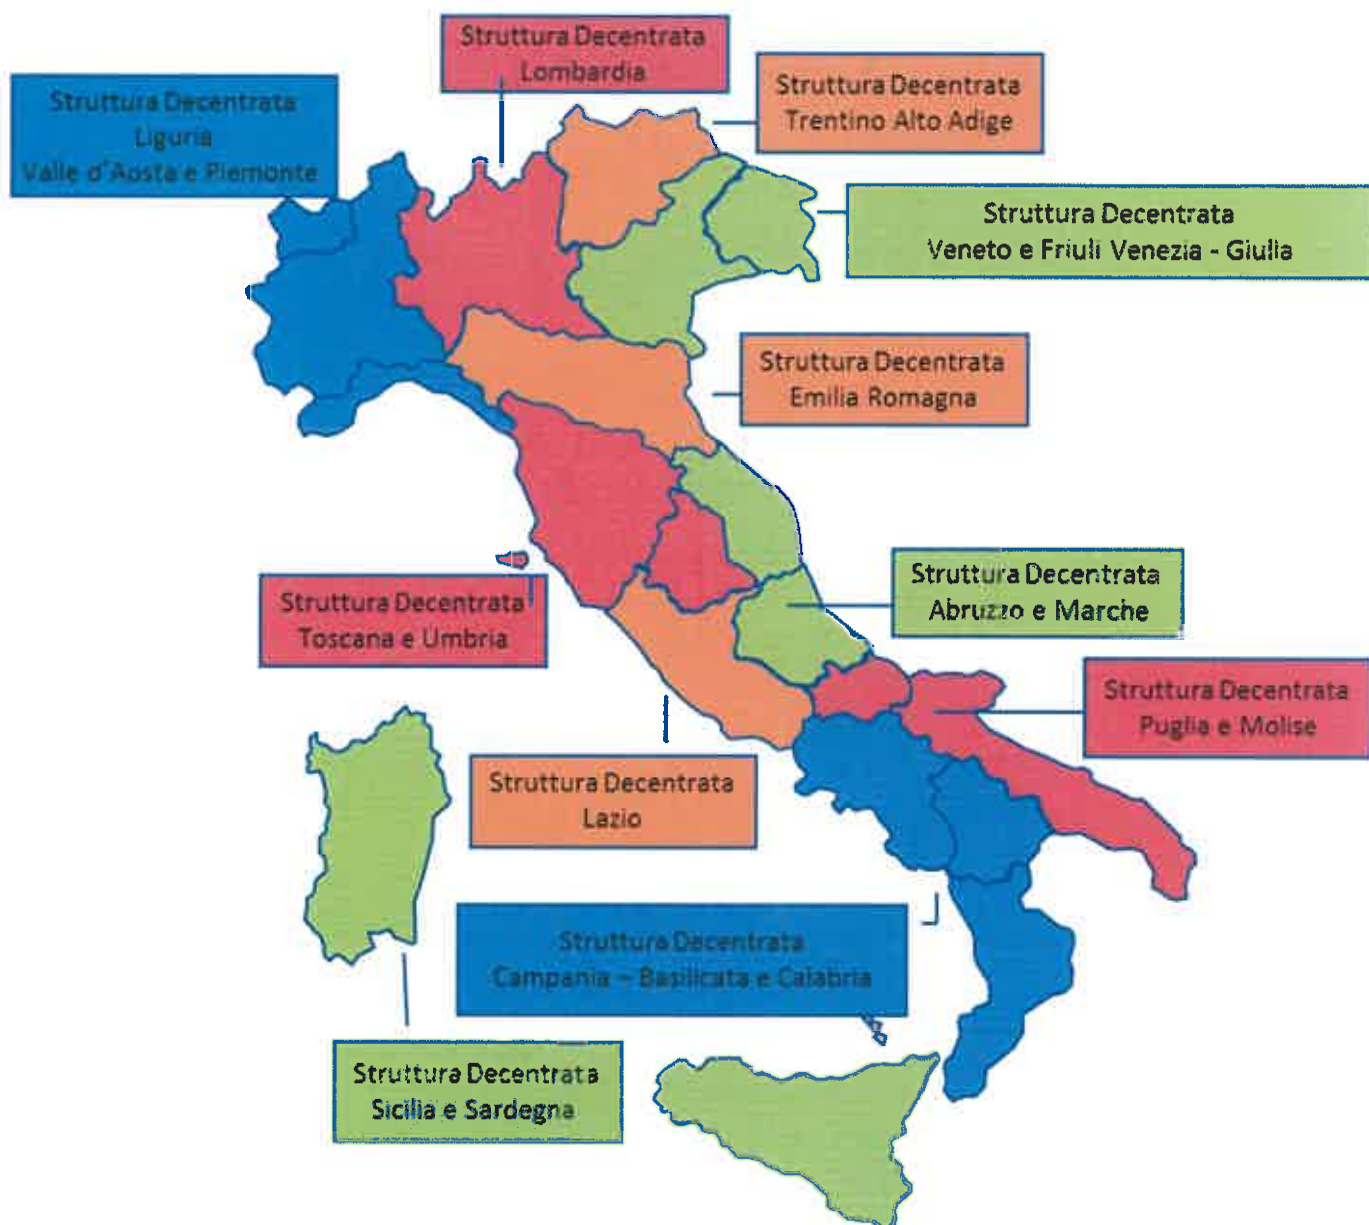 Struttura Decentrata
Lombardia
Struttura Decentrata
Trentino Alto Adige
Struttura Decentrata
Liguria
Valle d'Aosta e Piemonte
Struttura Decentrata
Veneto e Friuli Venezia - Giulia
Struttura Decentrata
Emilia Romagna
Struttura Decentrata
Abruzzo e Marche
Struttura Decentrata
Toscana e Umbria
Struttura Decentrata
Puglia e Molise
Struttura Decentrata
Lazio
Struttura Decentrata
Campania – Basilicata e Calabria
Struttura Decentrata
Sicilia e Sardegna